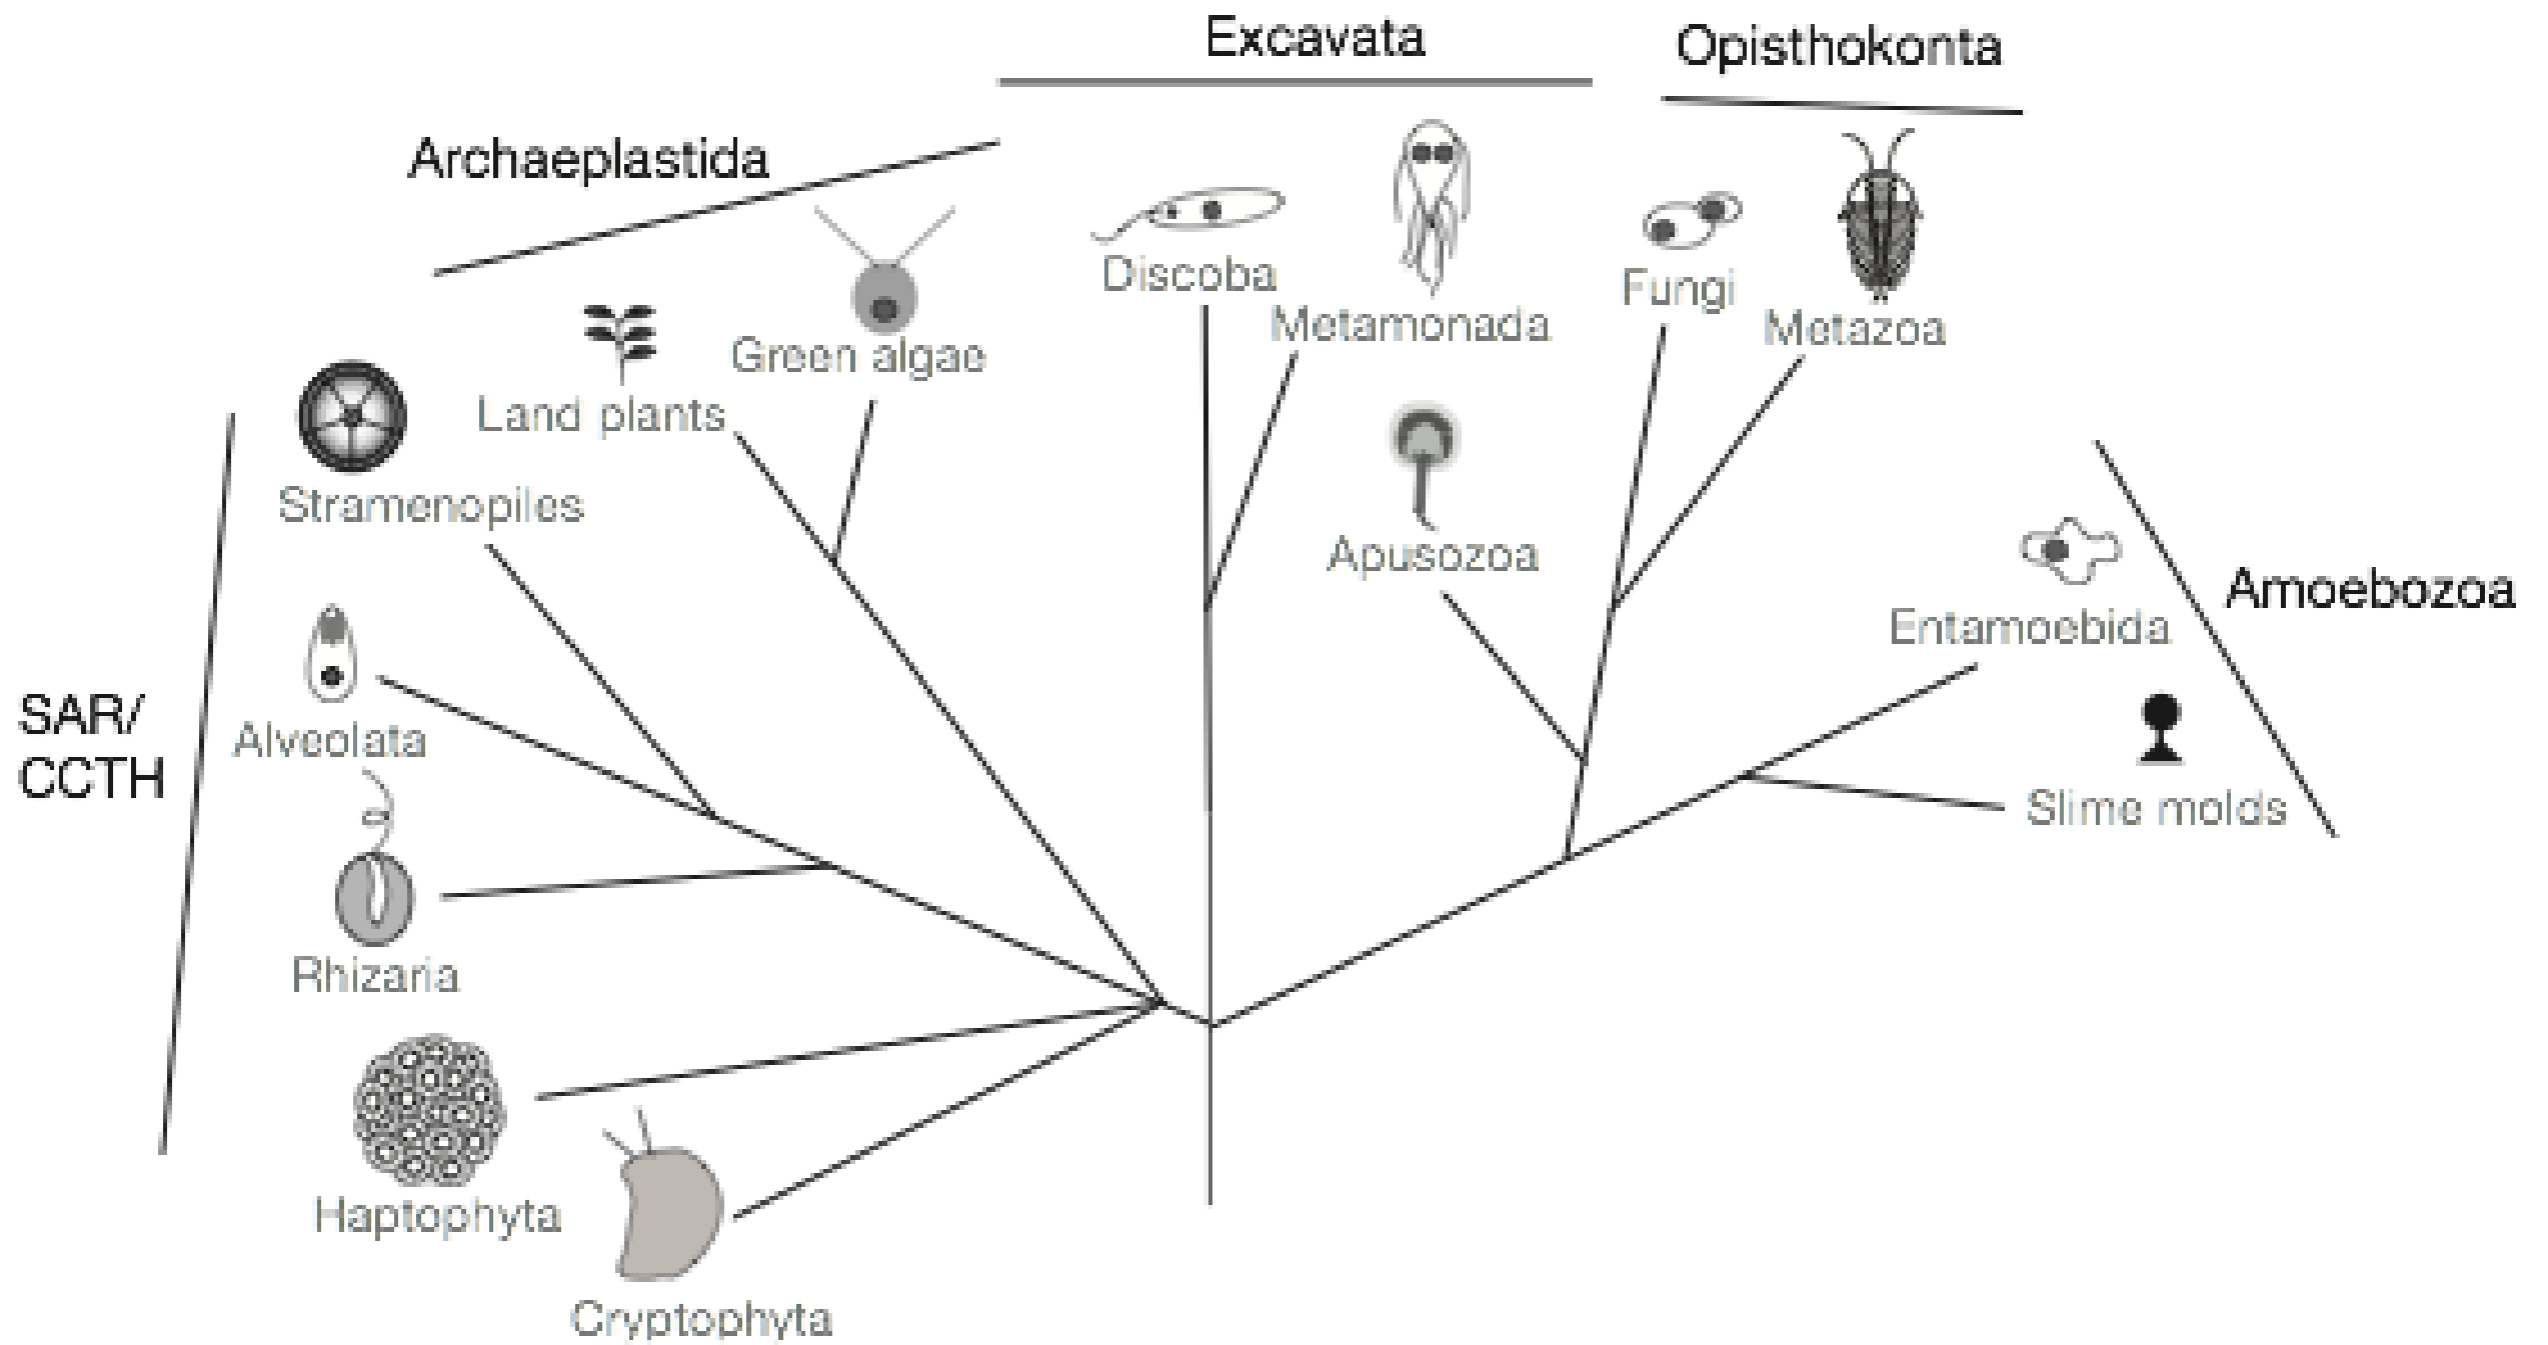 Excavata
Opisthokonta
Archaeplastida
Discoba
Metamonada
Fungi
Metazoa
Green algae
Land plants
Stramenopiles
Apusozoa
Amoebozoa
Entamoebida
SAR/
CCTH
Alveolata
Slime molds
Rhizaria
Haptophyta
Cryptophyta